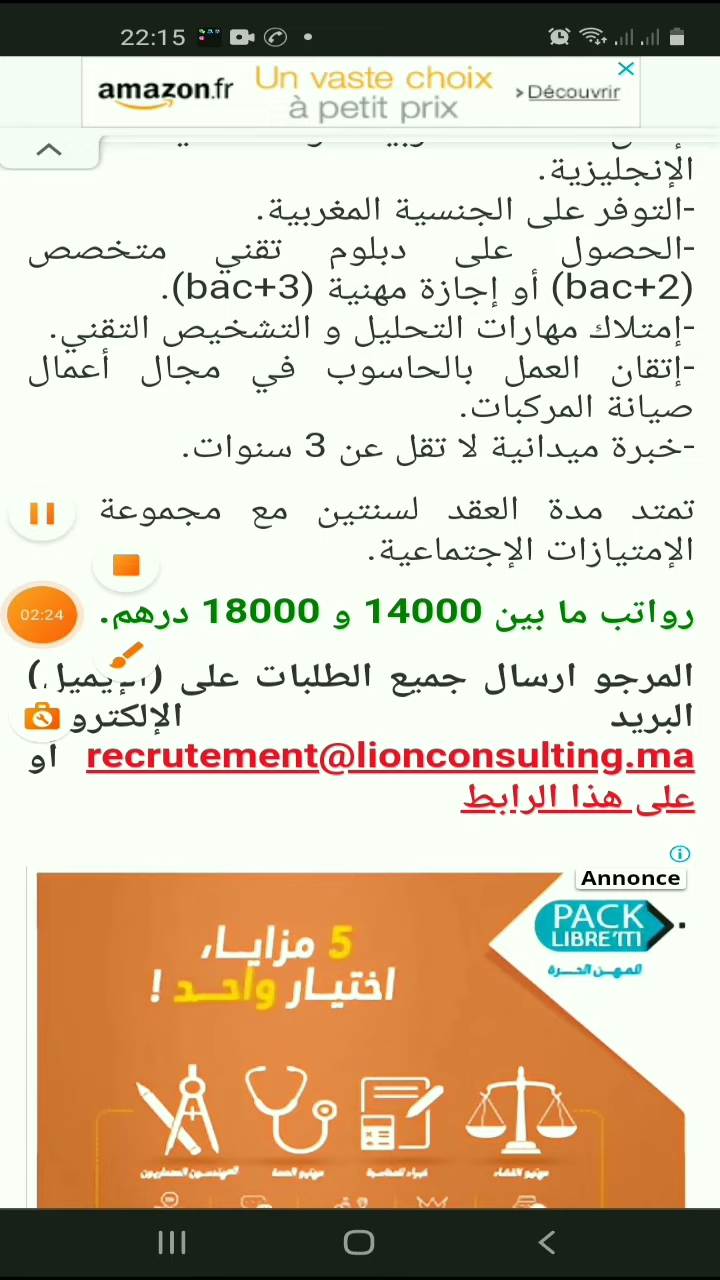 22:15
amazon.fr
Un vaste choix
à petit prix
> Découvrir
الإنجليزية.
-التوفر على الجنسية المغربية.
-الحصول على دبلوم تقني متخصص
(bac+2) أو إجازة مهنية (bac+3).
-إمتلاك مهارات التحليل و التشخيص التقني.
-إتقان العمل بالحاسوب في مجال أعمال
صيانة المركبات.
-خبرة ميدانية لا تقل عن 3 سنوات.
تمتد مدة العقد لسنتين مع مجموعة
الإمتيازات الإجتماعية.
02:24
رواتب ما بين 14000 و 18000 درهم.
المرجو ارسال جميع الطلبات على
البريد
recrutement@lionconsulting.ma او
على هذا الرابط
Annonce
PACK
LIBRE'TTI
المهن الحرة
5 مزايا،
اختيار واحد !